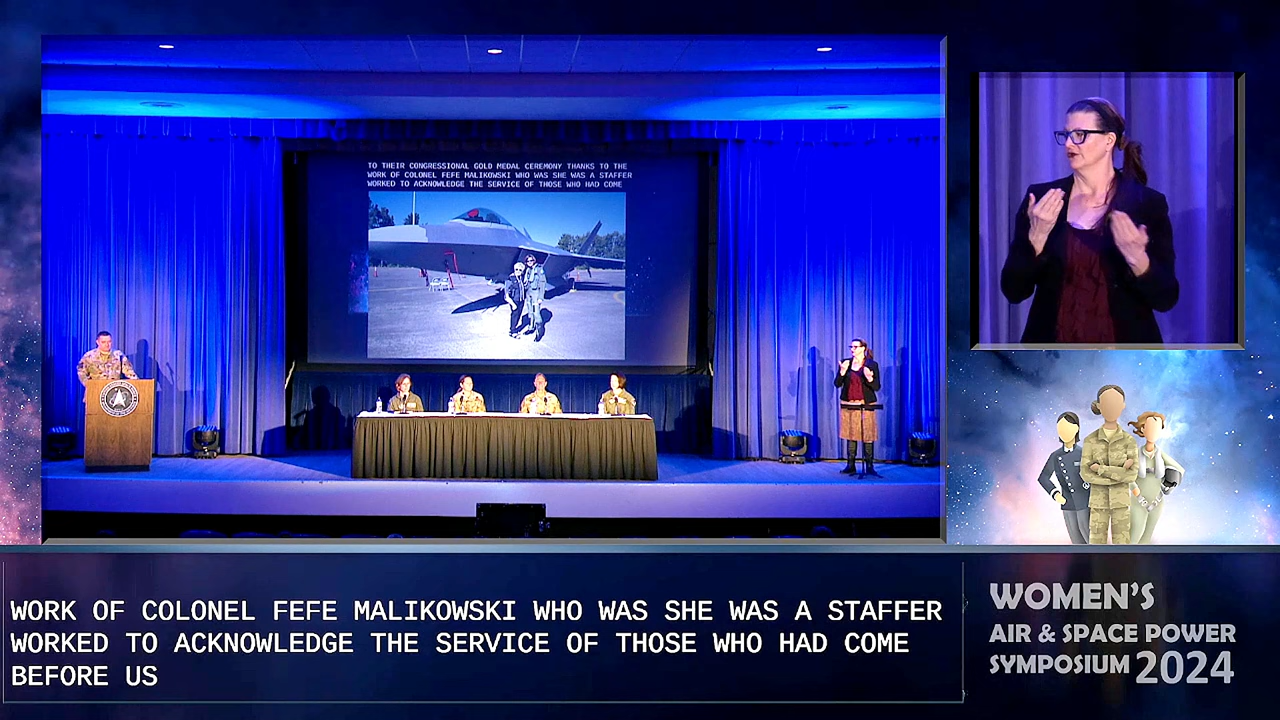 TO THEIR CONGRESSIONAL GOLD MEDAL CEREMONY THANKS TO THE
WORK OF COLONEL FEFE MALIKOWSKI WHO WAS SHE WAS A STAFFER
WORKED TO ACKNOWLEDGE THE SERVICE OF THOSE WHO HAD COME
WORK OF COLONEL FEFE MALIKOWSKI WHO WAS SHE WAS A STAFFER
WORKED TO ACKNOWLEDGE THE SERVICE OF THOSE WHO HAD COME
BEFORE US
WOMEN'S
AIR & SPACE POWER
SYMPOSIUM 2024